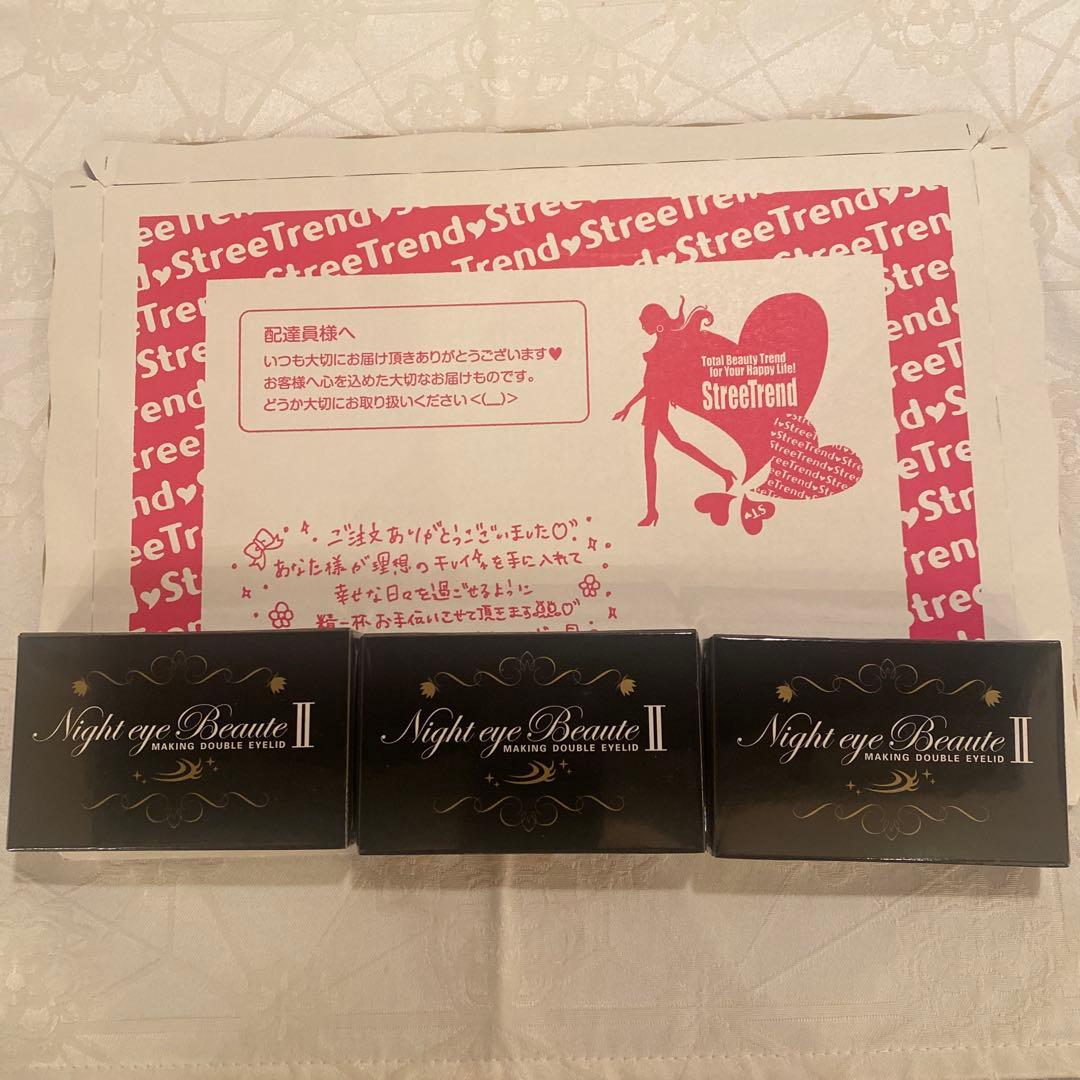 StreeTrend♥StreeTrend
配達員様へ
いつも大切にお届け頂きありがとうございます♥
お客様へ心を込めた大切なお届けものです。
どうか大切にお取り扱いください<(__)>
Total Beauty Trend
for Your Happy Life!
StreeTrend
ST
ご注文ありがとうございました♡
あなた様が理想のキレイを手に入れて
幸せな日々を過ごせるように
精一杯お手伝いさせて頂きます
Night eye Beaute II
MAKING DOUBLE EYELID
Night eye Beaute II
MAKING DOUBLE EYELID
Night eye Beaute II
MAKING DOUBLE EYELID